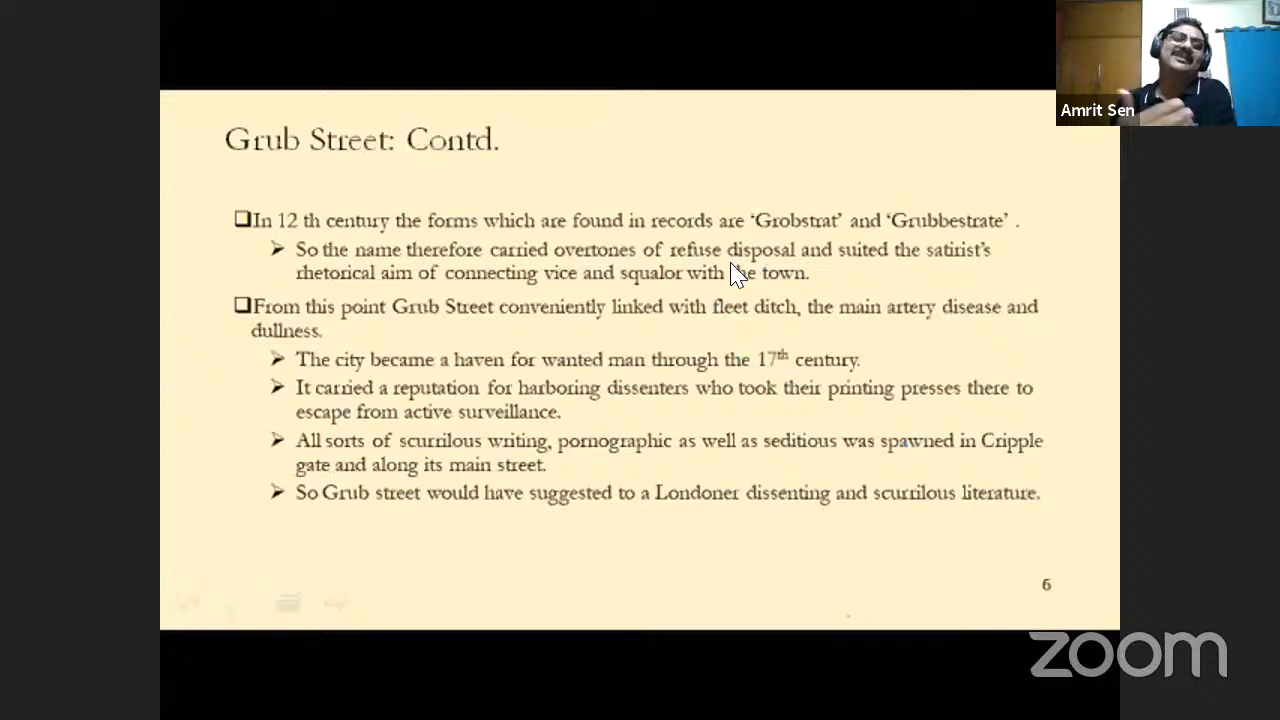 Amrit Sen
Grub Street: Contd.
In 12 th century the forms which are found in records are ‘Grobstrat’ and ‘Grubbestrate’ .
So the name therefore carried overtones of refuse disposal and suited the satirist’s
rhetorical aim of connecting vice and squalor with the town.
From this point Grub Street conveniently linked with fleet ditch, the main artery disease and
dullness.
The city became a haven for wanted man through the 17th century.
It carried a reputation for harboring dissenters who took their printing presses there to
escape from active surveillance.
All sorts of scurrilous writing, pornographic as well as seditious was spawned in Cripple
gate and along its main street.
So Grub street would have suggested to a Londoner dissenting and scurrilous literature.
6
zoom